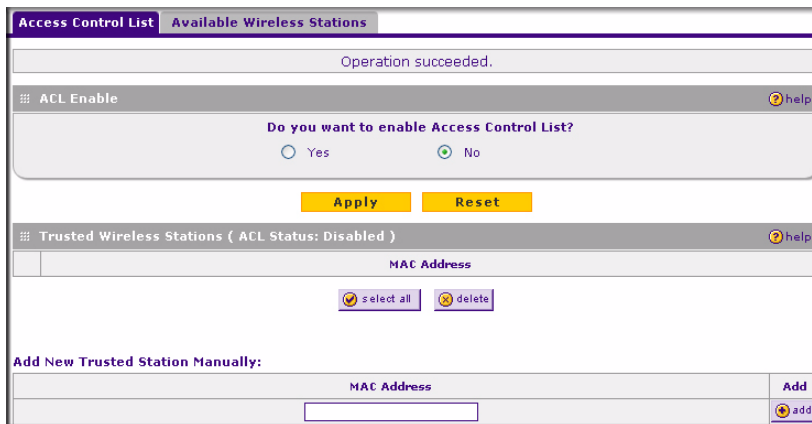 Access Control List Available Wireless Stations
Operation succeeded.
ACL Enable help
Do you want to enable Access Control List?
Yes No
Apply Reset
Trusted Wireless Stations ( ACL Status: Disabled ) help
MAC Address
select all delete
Add New Trusted Station Manually:
MAC Address Add
add